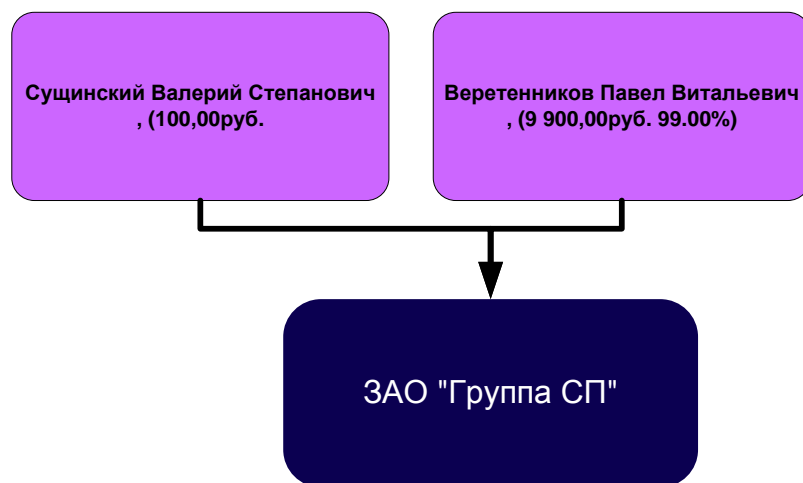 Сущинский Валерий Степанович
, (100,00руб.
Веретенников Павел Витальевич
, (9 900,00руб. 99.00%)
ЗАО "Группа СП"